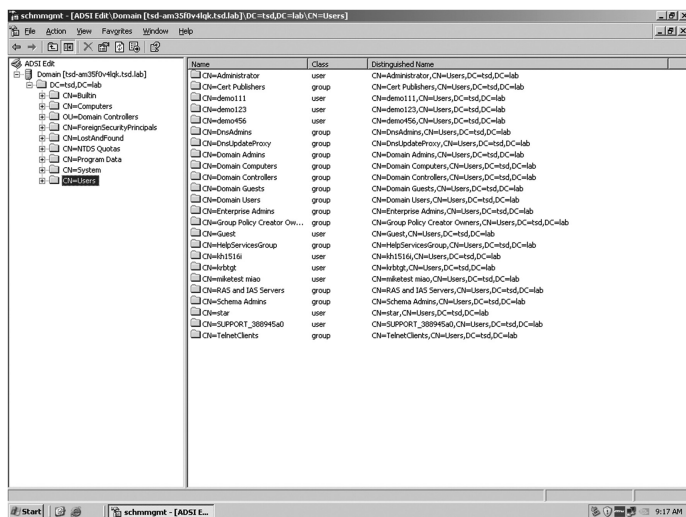 schmmgmt - [ADSI Edit\Domain [tsd-am35f0v4lqk.tsd.lab]\DC=tsd,DC=lab\CN=Users]
File Action View Favorites Window Help
ADSI Edit
Domain [tsd-am35f0v4lqk.tsd.lab]
DC=tsd,DC=lab
CN=Builtin
CN=Computers
OU=Domain Controllers
CN=ForeignSecurityPrincipals
CN=LostAndFound
CN=NTDS Quotas
CN=Program Data
CN=System
CN=Users
Name Class Distinguished Name
CN=Administrator user CN=Administrator,CN=Users,DC=tsd,DC=lab
CN=Cert Publishers group CN=Cert Publishers,CN=Users,DC=tsd,DC=lab
CN=demo111 user CN=demo111,CN=Users,DC=tsd,DC=lab
CN=demo123 user CN=demo123,CN=Users,DC=tsd,DC=lab
CN=demo456 user CN=demo456,CN=Users,DC=tsd,DC=lab
CN=DnsAdmins group CN=DnsAdmins,CN=Users,DC=tsd,DC=lab
CN=DnsUpdateProxy group CN=DnsUpdateProxy,CN=Users,DC=tsd,DC=lab
CN=Domain Admins group CN=Domain Admins,CN=Users,DC=tsd,DC=lab
CN=Domain Computers group CN=Domain Computers,CN=Users,DC=tsd,DC=lab
CN=Domain Controllers group CN=Domain Controllers,CN=Users,DC=tsd,DC=lab
CN=Domain Guests group CN=Domain Guests,CN=Users,DC=tsd,DC=lab
CN=Domain Users group CN=Domain Users,CN=Users,DC=tsd,DC=lab
CN=Enterprise Admins group CN=Enterprise Admins,CN=Users,DC=tsd,DC=lab
CN=Group Policy Creator Ow... group CN=Group Policy Creator Owners,CN=Users,DC=tsd,DC=lab
CN=Guest user CN=Guest,CN=Users,DC=tsd,DC=lab
CN=HelpServicesGroup group CN=HelpServicesGroup,CN=Users,DC=tsd,DC=lab
CN=kh1516i user CN=kh1516i,CN=Users,DC=tsd,DC=lab
CN=krbtgt user CN=krbtgt,CN=Users,DC=tsd,DC=lab
CN=miketest miao user CN=miketest miao,CN=Users,DC=tsd,DC=lab
CN=RAS and IAS Servers group CN=RAS and IAS Servers,CN=Users,DC=tsd,DC=lab
CN=Schema Admins group CN=Schema Admins,CN=Users,DC=tsd,DC=lab
CN=star user CN=star,CN=Users,DC=tsd,DC=lab
CN=SUPPORT_388945a0 user CN=SUPPORT_388945a0,CN=Users,DC=tsd,DC=lab
CN=TelnetClients group CN=TelnetClients,CN=Users,DC=tsd,DC=lab
Start schmmgmt - [ADSI E... 9:17 AM